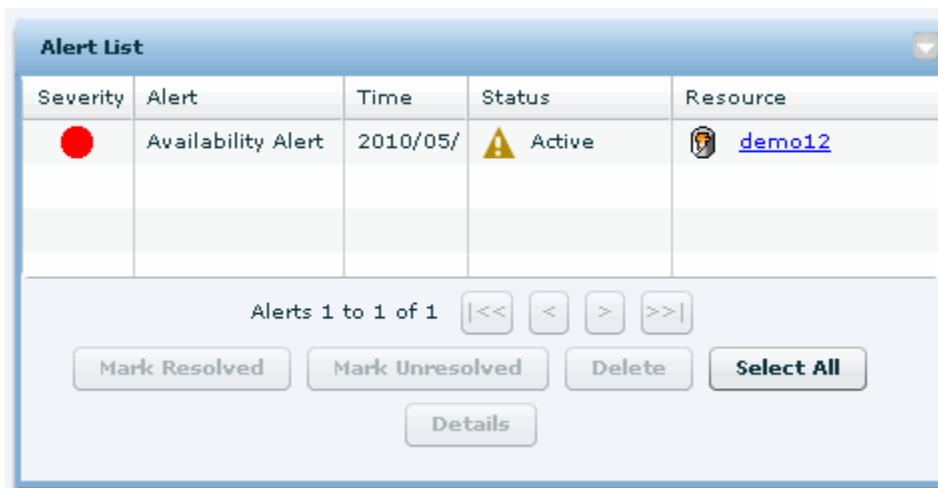 Alert List
Severity Alert Time Status Resource
Availability Alert 2010/05/ Active demo12
Alerts 1 to 1 of 1 |<< < > >>|
Mark Resolved Mark Unresolved Delete Select All
Details